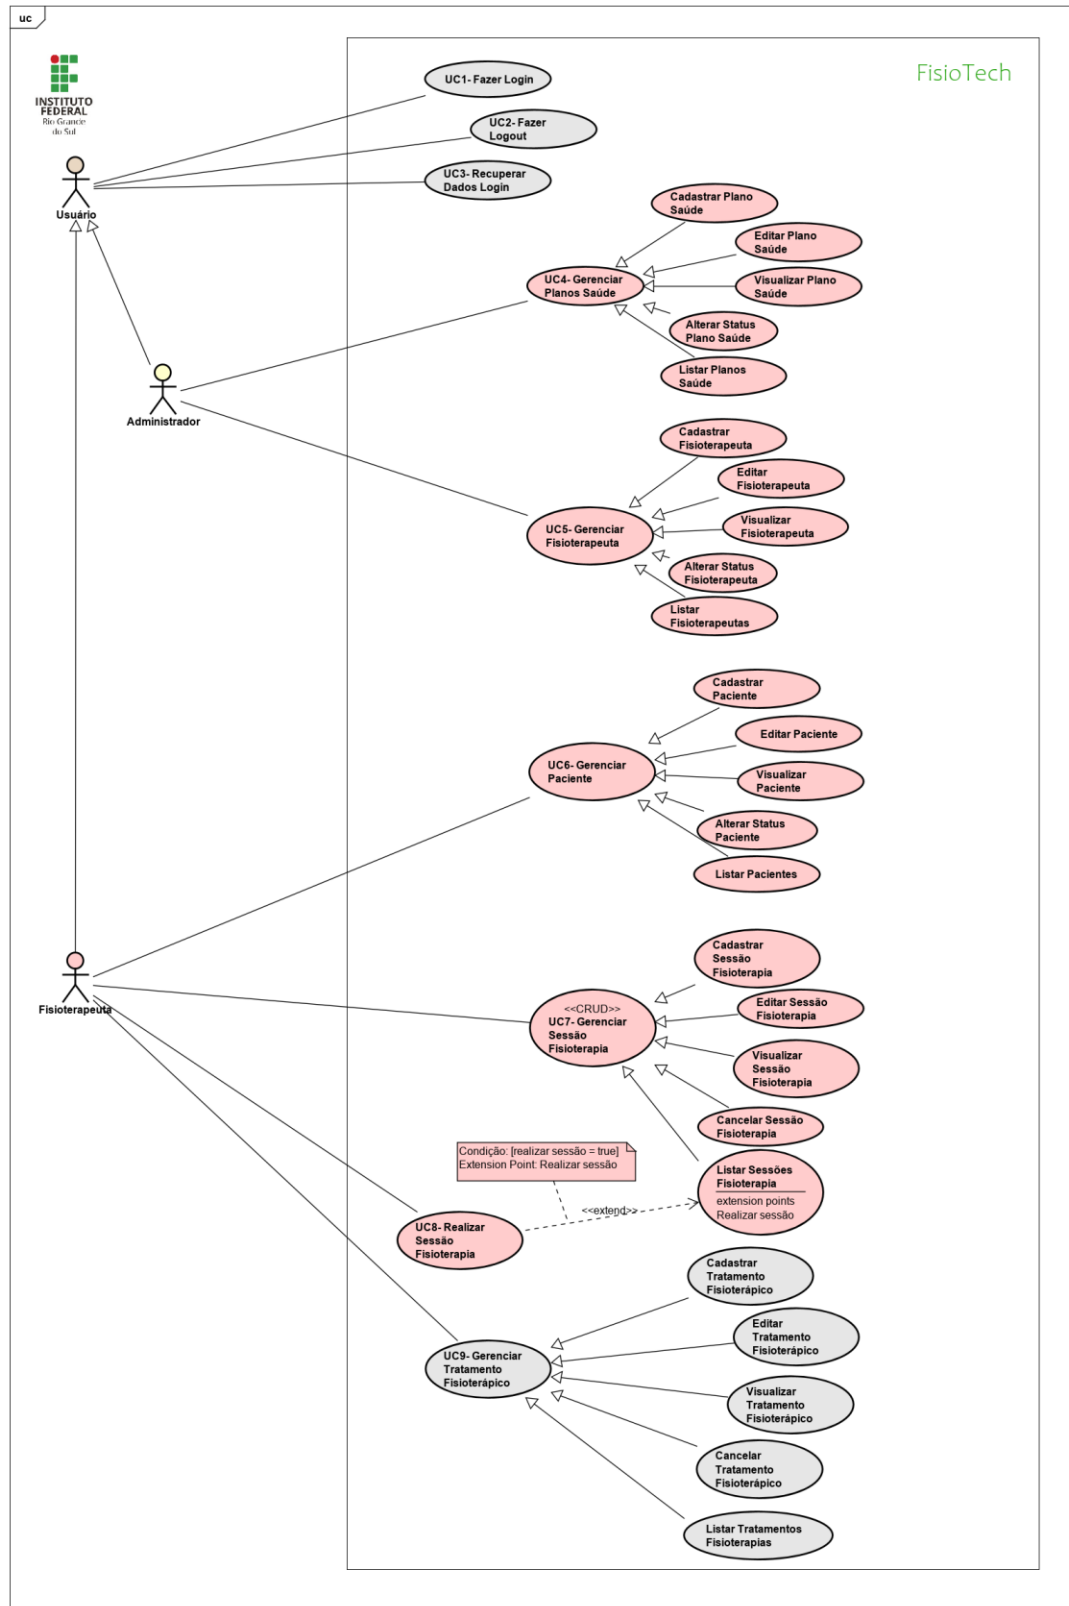 uc
INSTITUTO
FEDERAL
Rio Grande
do Sul
FisioTech
UC1- Fazer Login
UC2- Fazer
Logout
UC3- Recuperar
Dados Login
Usuário
Cadastrar Plano
Saúde
Editar Plano
Saúde
UC4- Gerenciar
Planos Saúde
Visualizar Plano
Saúde
Alterar Status
Plano Saúde
Listar Planos
Saúde
Administrador
Cadastrar
Fisioterapeuta
Editar
Fisioterapeuta
UC5- Gerenciar
Fisioterapeuta
Visualizar
Fisioterapeuta
Alterar Status
Fisioterapeuta
Listar
Fisioterapeutas
Cadastrar
Paciente
Editar Paciente
UC6- Gerenciar
Paciente
Visualizar
Paciente
Alterar Status
Paciente
Listar Pacientes
Fisioterapeuta
Cadastrar
Sessão
Fisioterapia
Editar Sessão
Fisioterapia
<<CRUD>>
UC7- Gerenciar
Sessão
Fisioterapia
Visualizar
Sessão
Fisioterapia
Cancelar Sessão
Fisioterapia
Condição: [realizar sessão = true]
Extension Point: Realizar sessão
Listar Sessões
Fisioterapia
extension points
Realizar sessão
<<extend>>
UC8- Realizar
Sessão
Fisioterapia
Cadastrar
Tratamento
Fisioterápico
Editar
Tratamento
Fisioterápico
UC9- Gerenciar
Tratamento
Fisioterápico
Visualizar
Tratamento
Fisioterápico
Cancelar
Tratamento
Fisioterápico
Listar Tratamentos
Fisioterapias